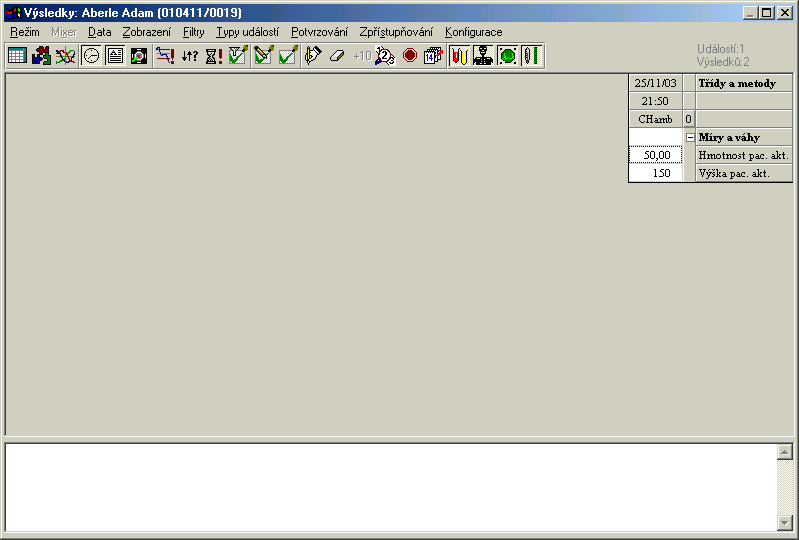 Výsledky: Aberle Adam (010411/0019)
Režim Mixer Data Zobrazení Filtry Typy událostí Potvrzování Zpřístupňování Konfigurace
+10
Událostí:1
Výsledků:2
25/11/03 Třídy a metody
21:50
CHamb 0
Míry a váhy
50,00 Hmotnost pac. akt.
150 Výška pac. akt.